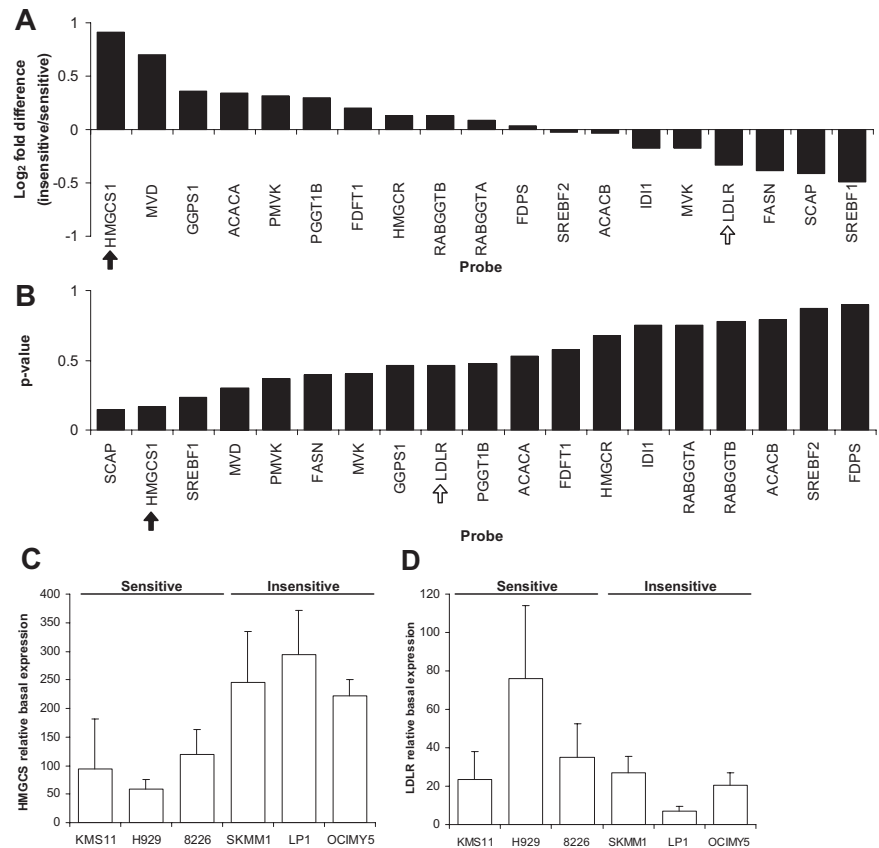 A
1
0.5
0
-0.5
-1
Log2 fold difference
(insensitive/sensitive)
HMGCS1
MVD
GGPS1
ACACA
PMVK
PGGT1B
FDFT1
HMGCR
RABGGTB
RABGGTA
FDPS
SREBF2
ACACB
IDI1
MVK
LDLR
FASN
SCAP
SREBF1
Probe
B
1
0.5
0
p-value
SCAP
HMGCS1
SREBF1
MVD
PMVK
FASN
MVK
GGPS1
LDLR
PGGT1B
ACACA
FDFT1
HMGCR
IDI1
RABGGTA
RABGGTB
ACACB
SREBF2
FDPS
Probe
C
Sensitive Insensitive
400
350
300
250
200
150
100
50
0
HMGCS relative basal expression
KMS11 H929 8226 SKMM1 LP1 OCIMY5
D
Sensitive Insensitive
120
100
80
60
40
20
0
LDLR relative basal expression
KMS11 H929 8226 SKMM1 LP1 OCIMY5